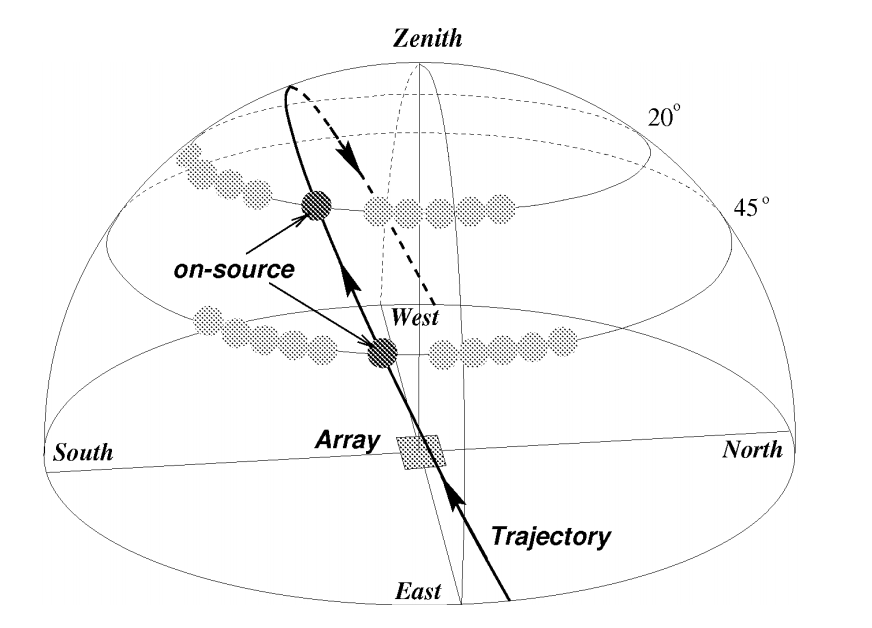 Zenith
20°
45°
on-source
West
Array
South
North
Trajectory
East